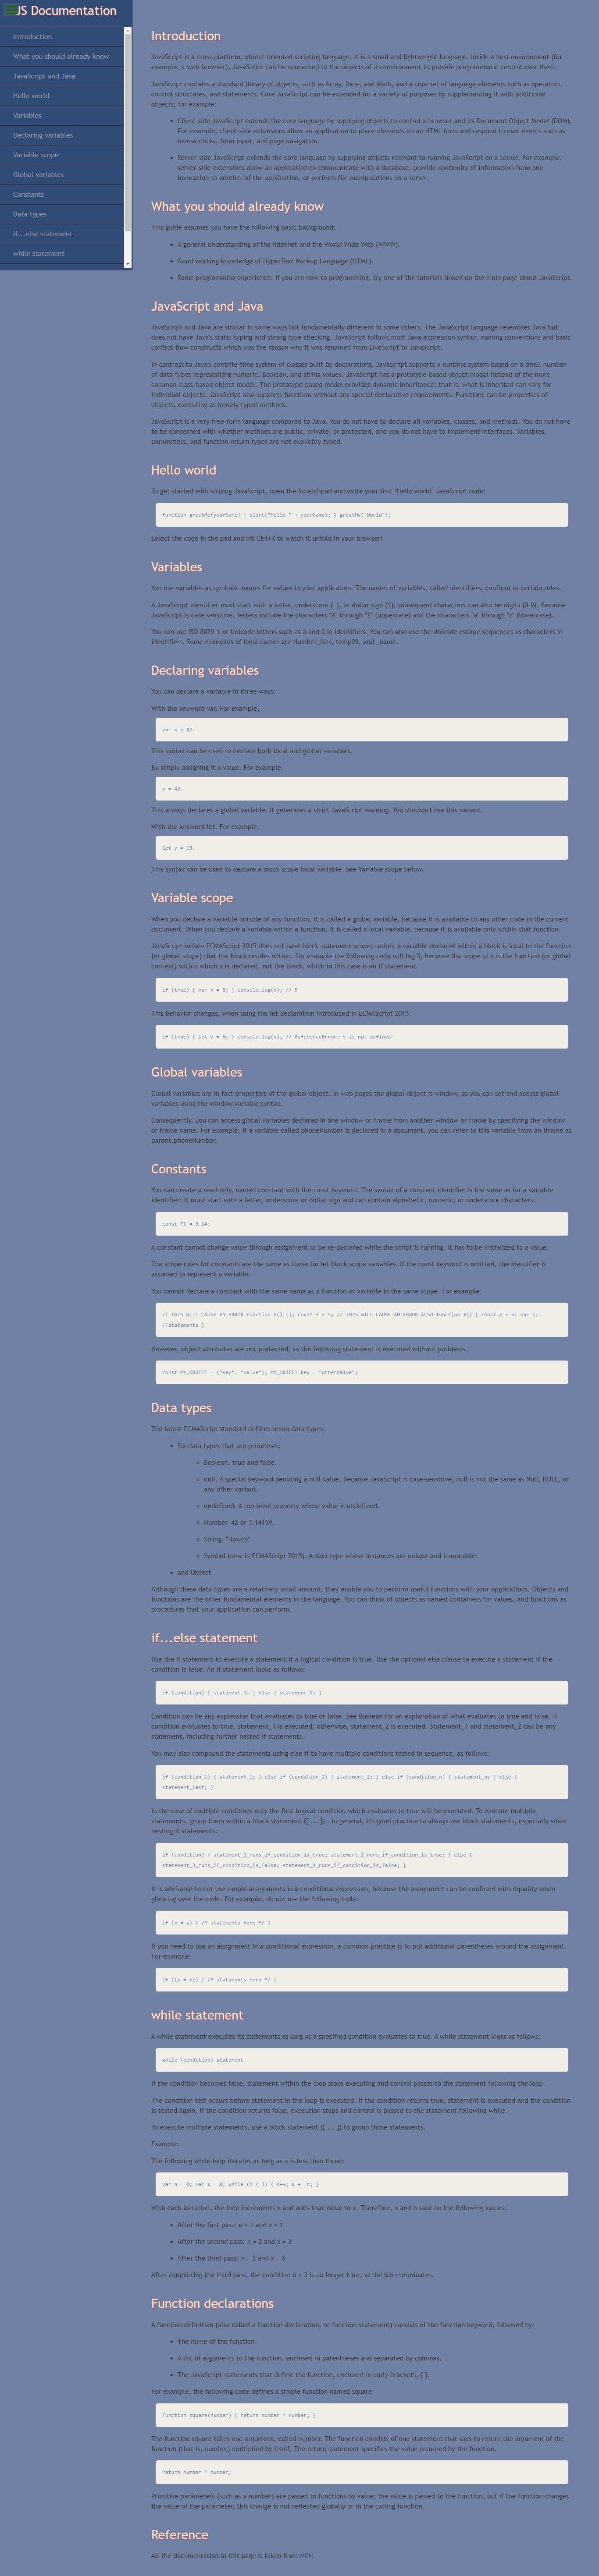 JS Documentation
Introduction
What you should already know
JavaScript and Java
Hello world
Variables
Declaring variables
Variable scope
Global variables
Constants
Data types
if...else statement
while statement
Introduction
JavaScript is a cross-platform, object-oriented scripting language. It is a small and lightweight language. Inside a host environment (for
example, a web browser), JavaScript can be connected to the objects of its environment to provide programmatic control over them.
JavaScript contains a standard library of objects, such as Array, Date, and Math, and a core set of language elements such as operators,
control structures, and statements. Core JavaScript can be extended for a variety of purposes by supplementing it with additional
objects; for example:
• Client-side JavaScript extends the core language by supplying objects to control a browser and its Document Object Model (DOM).
For example, client-side extensions allow an application to place elements on an HTML form and respond to user events such as
mouse clicks, form input, and page navigation.
• Server-side JavaScript extends the core language by supplying objects relevant to running JavaScript on a server. For example,
server-side extensions allow an application to communicate with a database, provide continuity of information from one
invocation to another of the application, or perform file manipulations on a server.
What you should already know
This guide assumes you have the following basic background:
• A general understanding of the Internet and the World Wide Web (WWW).
• Good working knowledge of HyperText Markup Language (HTML).
• Some programming experience. If you are new to programming, try one of the tutorials linked on the main page about JavaScript.
JavaScript and Java
JavaScript and Java are similar in some ways but fundamentally different in some others. The JavaScript language resembles Java but
does not have Java's static typing and strong type checking. JavaScript follows most Java expression syntax, naming conventions and basic
control-flow constructs which was the reason why it was renamed from LiveScript to JavaScript.
In contrast to Java's compile-time system of classes built by declarations, JavaScript supports a runtime system based on a small number
of data types representing numeric, Boolean, and string values. JavaScript has a prototype-based object model instead of the more
common class-based object model. The prototype-based model provides dynamic inheritance; that is, what is inherited can vary for
individual objects. JavaScript also supports functions without any special declarative requirements. Functions can be properties of
objects, executing as loosely typed methods.
JavaScript is a very free-form language compared to Java. You do not have to declare all variables, classes, and methods. You do not have
to be concerned with whether methods are public, private, or protected, and you do not have to implement interfaces. Variables,
parameters, and function return types are not explicitly typed.
Hello world
To get started with writing JavaScript, open the Scratchpad and write your first "Hello world" JavaScript code:
function greetMe(yourName) { alert("Hello " + yourName); } greetMe("World");
Select the code in the pad and hit Ctrl+R to watch it unfold in your browser!
Variables
You use variables as symbolic names for values in your application. The names of variables, called identifiers, conform to certain rules.
A JavaScript identifier must start with a letter, underscore (_), or dollar sign ($); subsequent characters can also be digits (0-9). Because
JavaScript is case sensitive, letters include the characters "A" through "Z" (uppercase) and the characters "a" through "z" (lowercase).
You can use ISO 8859-1 or Unicode letters such as å and ü in identifiers. You can also use the Unicode escape sequences as characters in
identifiers. Some examples of legal names are Number_hits, temp99, and _name.
Declaring variables
You can declare a variable in three ways:
With the keyword var. For example,
var x = 42.
This syntax can be used to declare both local and global variables.
By simply assigning it a value. For example,
x = 42.
This always declares a global variable. It generates a strict JavaScript warning. You shouldn't use this variant.
With the keyword let. For example,
let y = 13.
This syntax can be used to declare a block scope local variable. See Variable scope below.
Variable scope
When you declare a variable outside of any function, it is called a global variable, because it is available to any other code in the current
document. When you declare a variable within a function, it is called a local variable, because it is available only within that function.
JavaScript before ECMAScript 2015 does not have block statement scope; rather, a variable declared within a block is local to the function
(or global scope) that the block resides within. For example the following code will log 5, because the scope of x is the function (or global
context) within which x is declared, not the block, which in this case is an if statement.
if (true) { var x = 5; } console.log(x); // 5
This behavior changes, when using the let declaration introduced in ECMAScript 2015.
if (true) { let y = 5; } console.log(y); // ReferenceError: y is not defined
Global variables
Global variables are in fact properties of the global object. In web pages the global object is window, so you can set and access global
variables using the window.variable syntax.
Consequently, you can access global variables declared in one window or frame from another window or frame by specifying the window
or frame name. For example, if a variable called phoneNumber is declared in a document, you can refer to this variable from an iframe as
parent.phoneNumber.
Constants
You can create a read-only, named constant with the const keyword. The syntax of a constant identifier is the same as for a variable
identifier: it must start with a letter, underscore or dollar sign and can contain alphabetic, numeric, or underscore characters.
const PI = 3.14;
A constant cannot change value through assignment or be re-declared while the script is running. It has to be initialized to a value.
The scope rules for constants are the same as those for let block scope variables. If the const keyword is omitted, the identifier is
assumed to represent a variable.
You cannot declare a constant with the same name as a function or variable in the same scope. For example:
// THIS WILL CAUSE AN ERROR function f() {}; const f = 5; // THIS WILL CAUSE AN ERROR ALSO function f() { const g = 5; var g;
//statements }
However, object attributes are not protected, so the following statement is executed without problems.
const MY_OBJECT = {"key": "value"}; MY_OBJECT.key = "otherValue";
Data types
The latest ECMAScript standard defines seven data types:
• Six data types that are primitives:
○ Boolean. true and false.
○ null. A special keyword denoting a null value. Because JavaScript is case-sensitive, null is not the same as Null, NULL, or
any other variant.
○ undefined. A top-level property whose value is undefined.
○ Number. 42 or 3.14159.
○ String. "Howdy"
○ Symbol (new in ECMAScript 2015). A data type whose instances are unique and immutable.
• and Object
Although these data types are a relatively small amount, they enable you to perform useful functions with your applications. Objects and
functions are the other fundamental elements in the language. You can think of objects as named containers for values, and functions as
procedures that your application can perform.
if...else statement
Use the if statement to execute a statement if a logical condition is true. Use the optional else clause to execute a statement if the
condition is false. An if statement looks as follows:
if (condition) { statement_1; } else { statement_2; }
Condition can be any expression that evaluates to true or false. See Boolean for an explanation of what evaluates to true and false. If
condition evaluates to true, statement_1 is executed; otherwise, statement_2 is executed. Statement_1 and statement_2 can be any
statement, including further nested if statements.
You may also compound the statements using else if to have multiple conditions tested in sequence, as follows:
if (condition_1) { statement_1; } else if (condition_2) { statement_2; } else if (condition_n) { statement_n; } else {
statement_last; }
In the case of multiple conditions only the first logical condition which evaluates to true will be executed. To execute multiple
statements, group them within a block statement ({ ... }) . In general, it's good practice to always use block statements, especially when
nesting if statements:
if (condition) { statement_1_runs_if_condition_is_true; statement_2_runs_if_condition_is_true; } else {
statement_3_runs_if_condition_is_false; statement_4_runs_if_condition_is_false; }
It is advisable to not use simple assignments in a conditional expression, because the assignment can be confused with equality when
glancing over the code. For example, do not use the following code:
if (x = y) { /* statements here */ }
If you need to use an assignment in a conditional expression, a common practice is to put additional parentheses around the assignment.
For example:
if ((x = y)) { /* statements here */ }
while statement
A while statement executes its statements as long as a specified condition evaluates to true. A while statement looks as follows:
while (condition) statement
If the condition becomes false, statement within the loop stops executing and control passes to the statement following the loop.
The condition test occurs before statement in the loop is executed. If the condition returns true, statement is executed and the condition
is tested again. If the condition returns false, execution stops and control is passed to the statement following while.
To execute multiple statements, use a block statement ({ ... }) to group those statements.
Example:
The following while loop iterates as long as n is less than three:
var n = 0; var x = 0; while (n < 3) { n++; x += n; }
With each iteration, the loop increments n and adds that value to x. Therefore, x and n take on the following values:
• After the first pass: n = 1 and x = 1
• After the second pass: n = 2 and x = 3
• After the third pass: n = 3 and x = 6
After completing the third pass, the condition n < 3 is no longer true, so the loop terminates.
Function declarations
A function definition (also called a function declaration, or function statement) consists of the function keyword, followed by:
• The name of the function.
• A list of arguments to the function, enclosed in parentheses and separated by commas.
• The JavaScript statements that define the function, enclosed in curly brackets, { }.
For example, the following code defines a simple function named square:
function square(number) { return number * number; }
The function square takes one argument, called number. The function consists of one statement that says to return the argument of the
function (that is, number) multiplied by itself. The return statement specifies the value returned by the function.
return number * number;
Primitive parameters (such as a number) are passed to functions by value; the value is passed to the function, but if the function changes
the value of the parameter, this change is not reflected globally or in the calling function.
Reference
All the documentation in this page is taken from MDN.